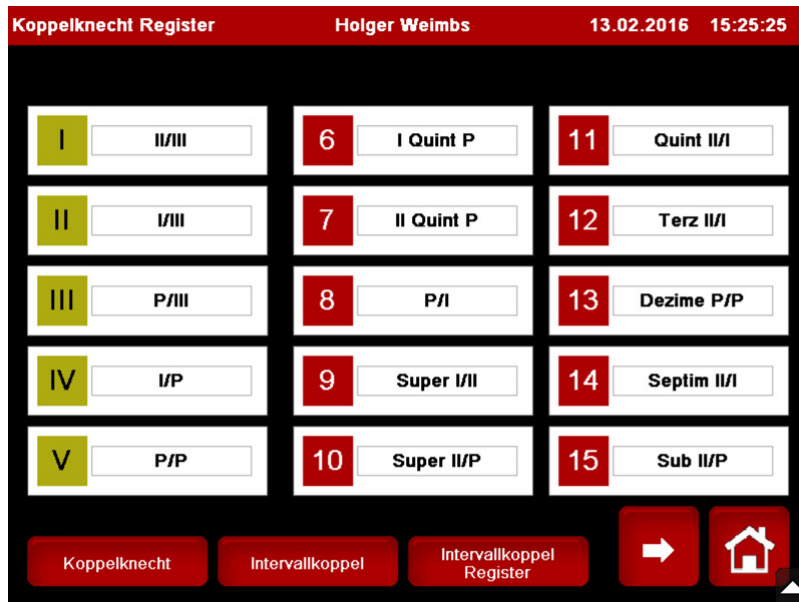 Koppelknecht Register Holger Weimbs 13.02.2016 15:25:25
I II/III 6 I Quint P 11 Quint II/I
II I/III 7 II Quint P 12 Terz II/I
III P/III 8 P/I 13 Dezime P/P
IV I/P 9 Super I/II 14 Septim II/I
V P/P 10 Super II/P 15 Sub II/P
Koppelknecht Intervallkoppel Intervallkoppel
Register